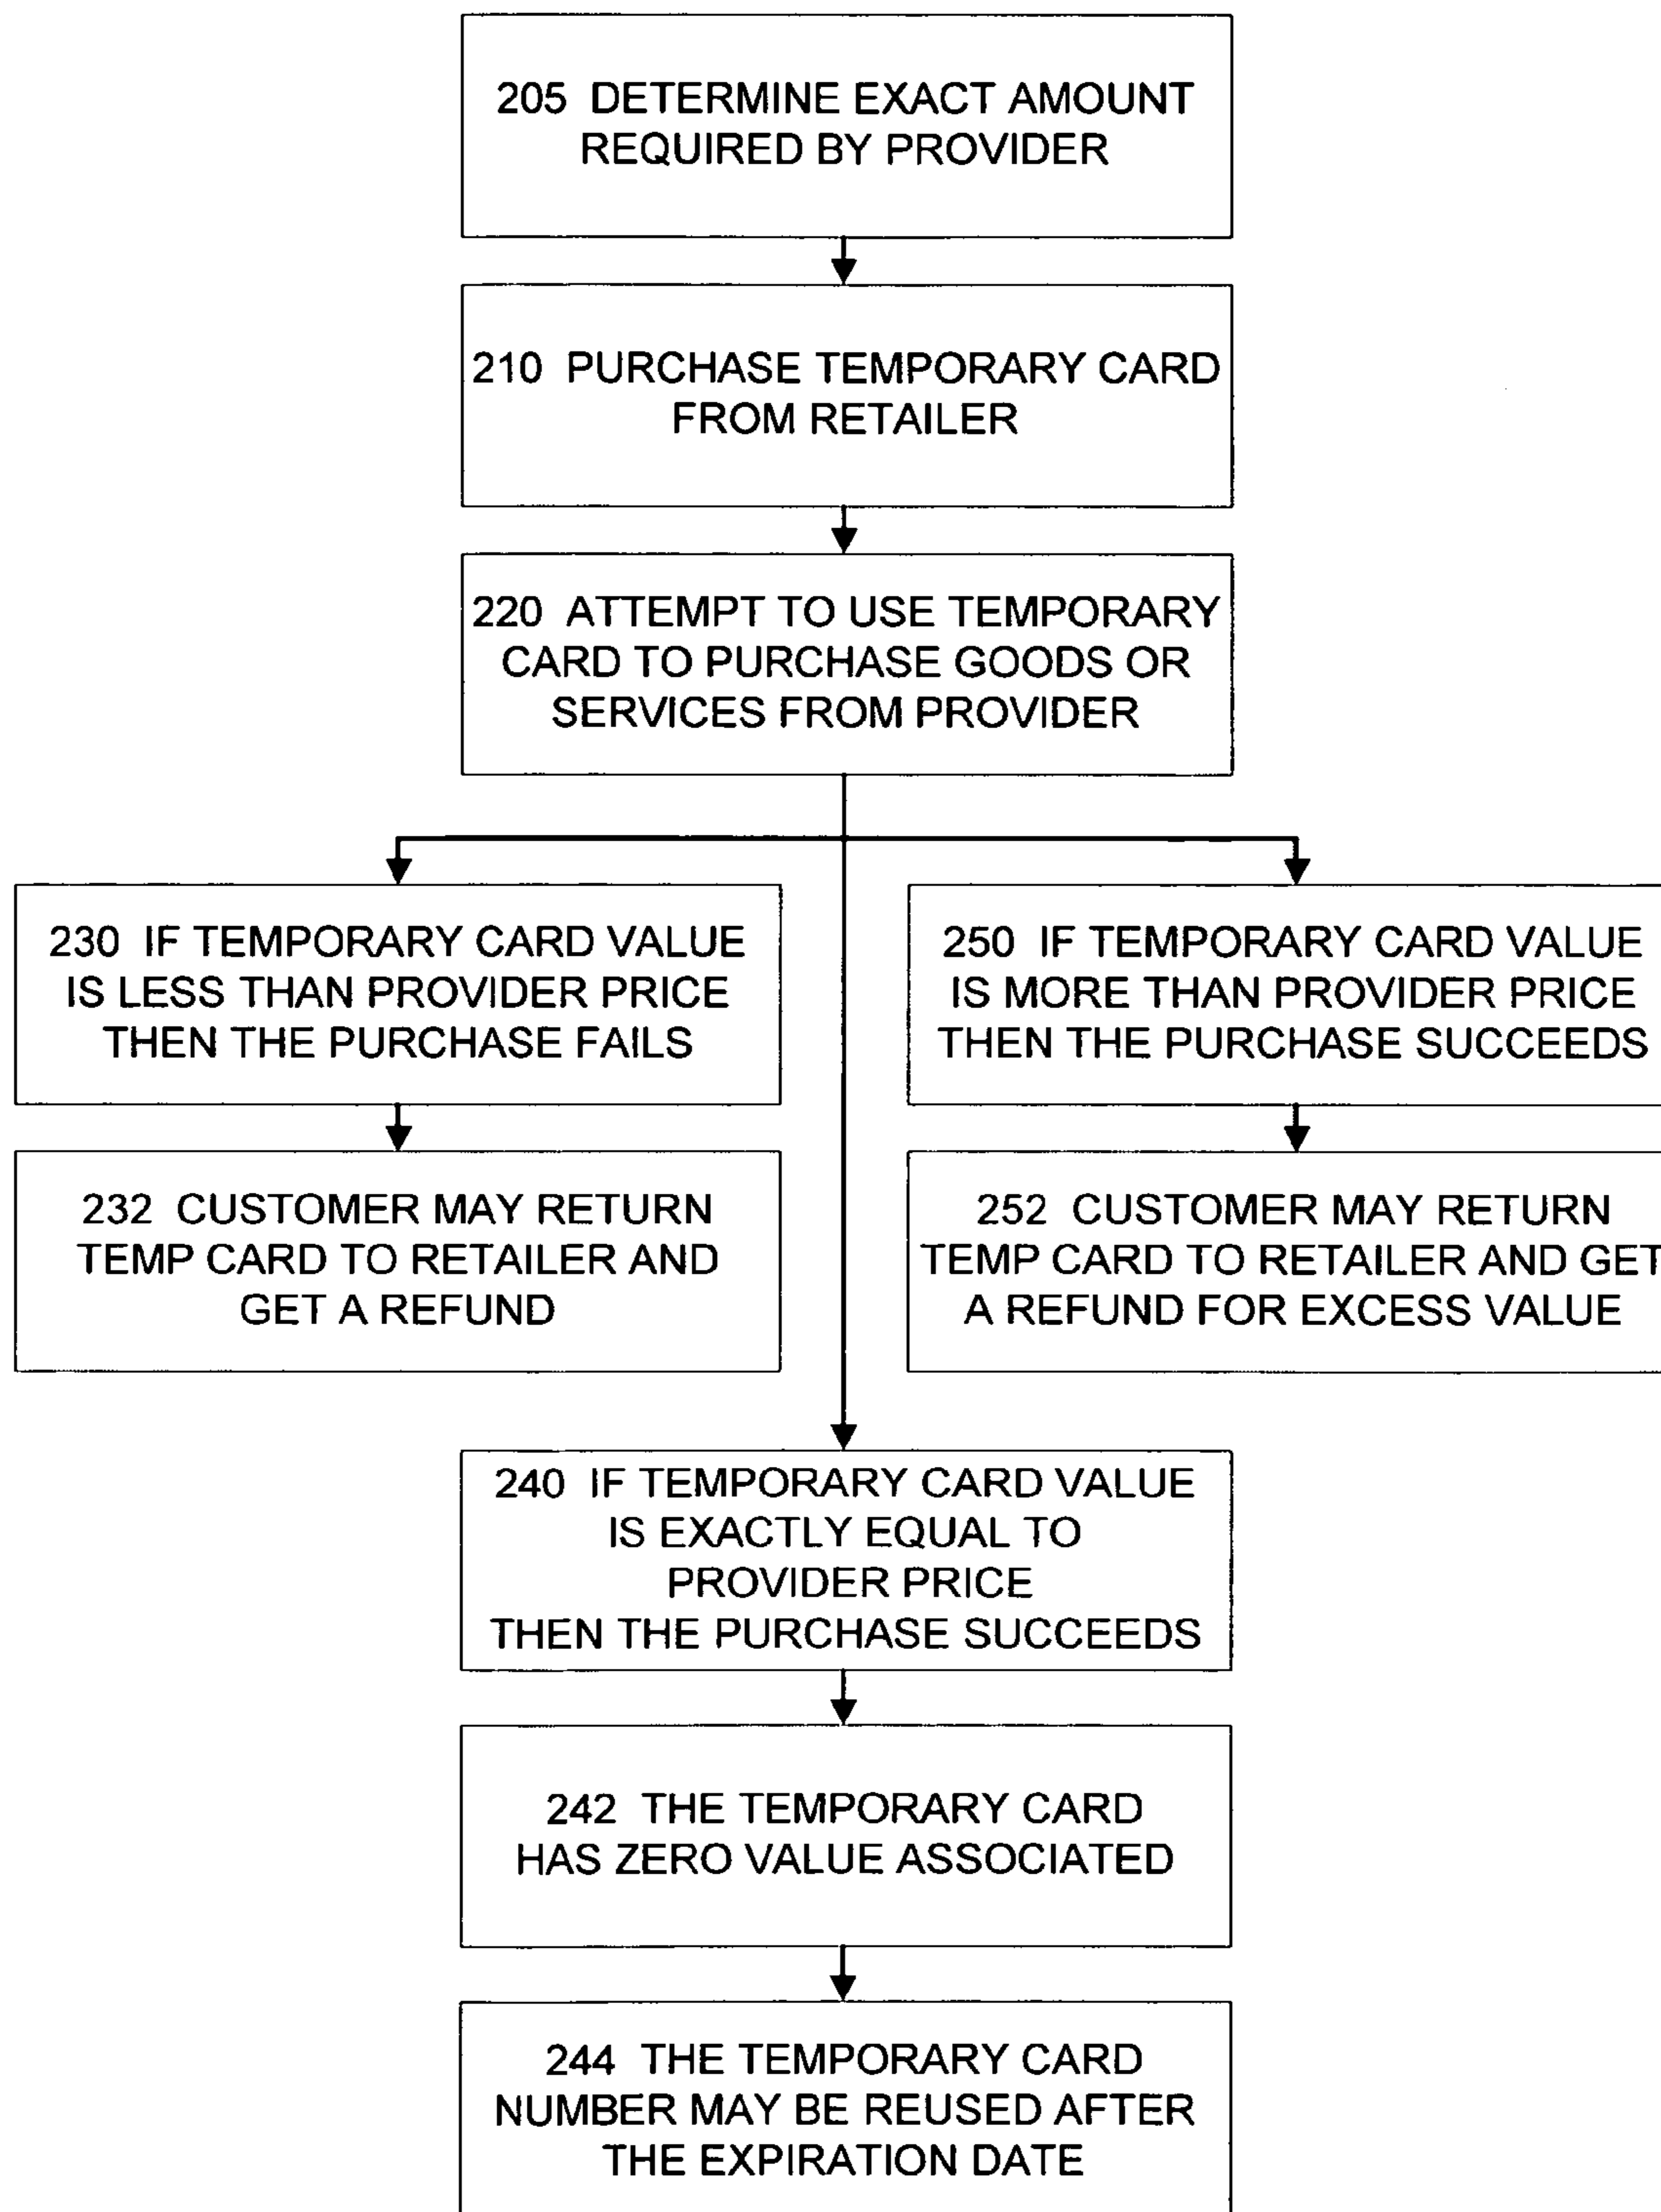 205 DETERMINE EXACT AMOUNT
REQUIRED BY PROVIDER
210 PURCHASE TEMPORARY CARD
FROM RETAILER
220 ATTEMPT TO USE TEMPORARY
CARD TO PURCHASE GOODS OR
SERVICES FROM PROVIDER
230 IF TEMPORARY CARD VALUE
IS LESS THAN PROVIDER PRICE
THEN THE PURCHASE FAILS
250 IF TEMPORARY CARD VALUE
IS MORE THAN PROVIDER PRICE
THEN THE PURCHASE SUCCEEDS
232 CUSTOMER MAY RETURN
TEMP CARD TO RETAILER AND
GET A REFUND
252 CUSTOMER MAY RETURN
TEMP CARD TO RETAILER AND GET
A REFUND FOR EXCESS VALUE
240 IF TEMPORARY CARD VALUE
IS EXACTLY EQUAL TO
PROVIDER PRICE
THEN THE PURCHASE SUCCEEDS
242 THE TEMPORARY CARD
HAS ZERO VALUE ASSOCIATED
244 THE TEMPORARY CARD
NUMBER MAY BE REUSED AFTER
THE EXPIRATION DATE